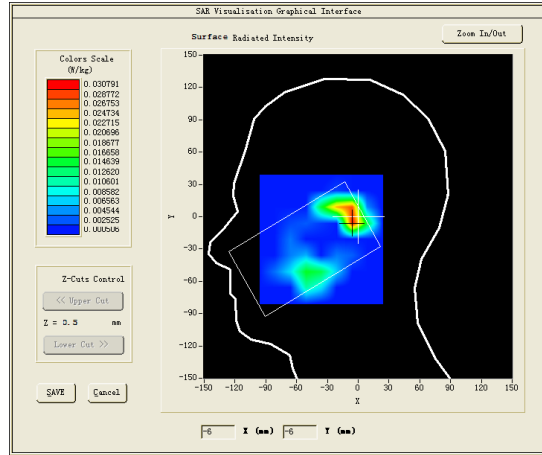 SAR Visualisation Graphical Interface
Surface Radiated Intensity
Zoom In/Out
Colors Scale
(W/kg)
0.030791
0.028772
0.026753
0.024734
0.022715
0.020696
0.018677
0.016658
0.014639
0.012620
0.010601
0.008582
0.006563
0.004544
0.002525
0.000506
150
120
90
60
30
Y
0
-30
-60
-90
-120
-150
-150 -120 -90 -60 -30 0 30 60 90 120 150
X
Z-Cuts Control
<< Upper Cut
Z = 0.5 mm
Lower Cut >>
SAVE Cancel
-6 X (mm) -6 Y (mm)